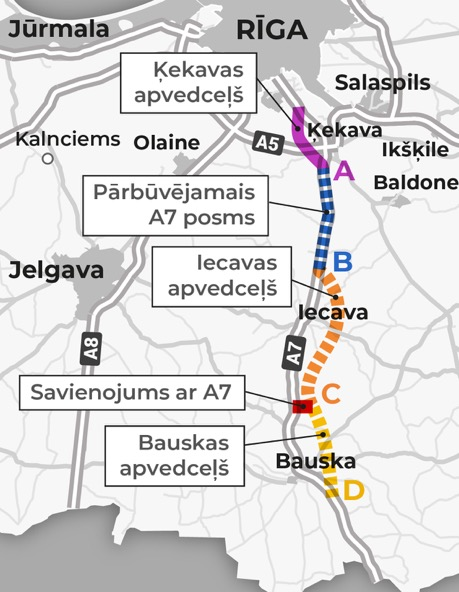 Jūrmala
RĪGA
Ķekavas
apvedceļš
Salaspils
Kalnciems
Olaine
A5
Ķekava
Ikšķile
A
Baldone
Pārbūvējamais
A7 posms
B
Iecavas
apvedceļš
Jelgava
Iecava
A8
A7
Savienojums ar A7
C
Bauskas
apvedceļš
Bauska
D